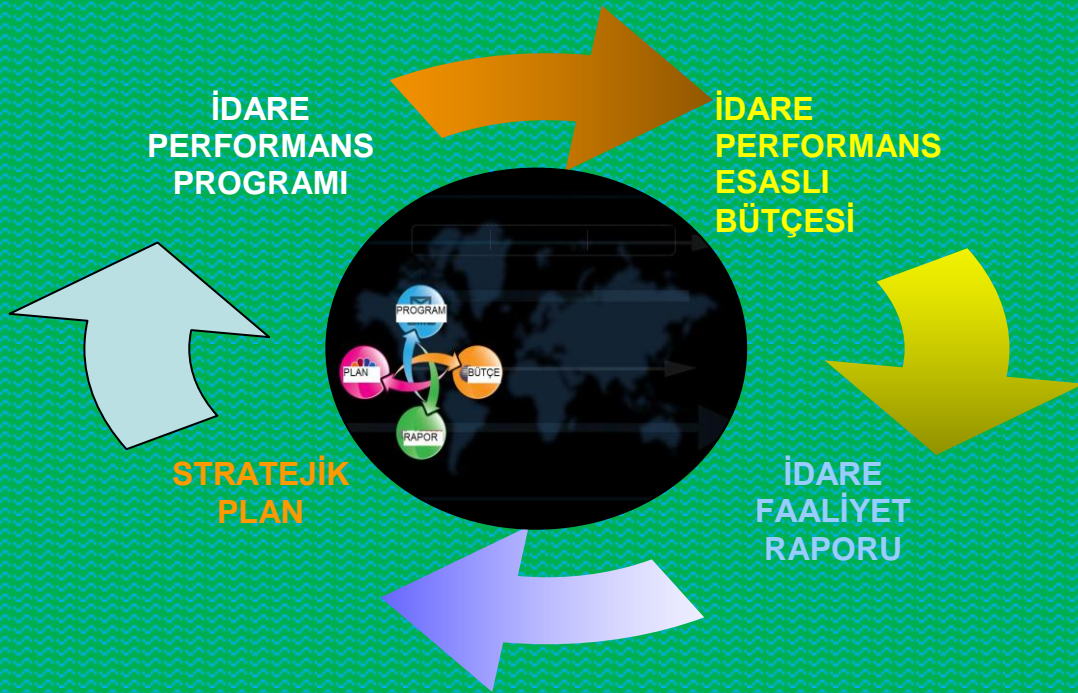 İDARE
PERFORMANS
PROGRAMI
İDARE
PERFORMANS
ESASLI
BÜTÇESİ
PROGRAM
PLAN
BÜTÇE
RAPOR
STRATEJİK
PLAN
İDARE
FAALİYET
RAPORU